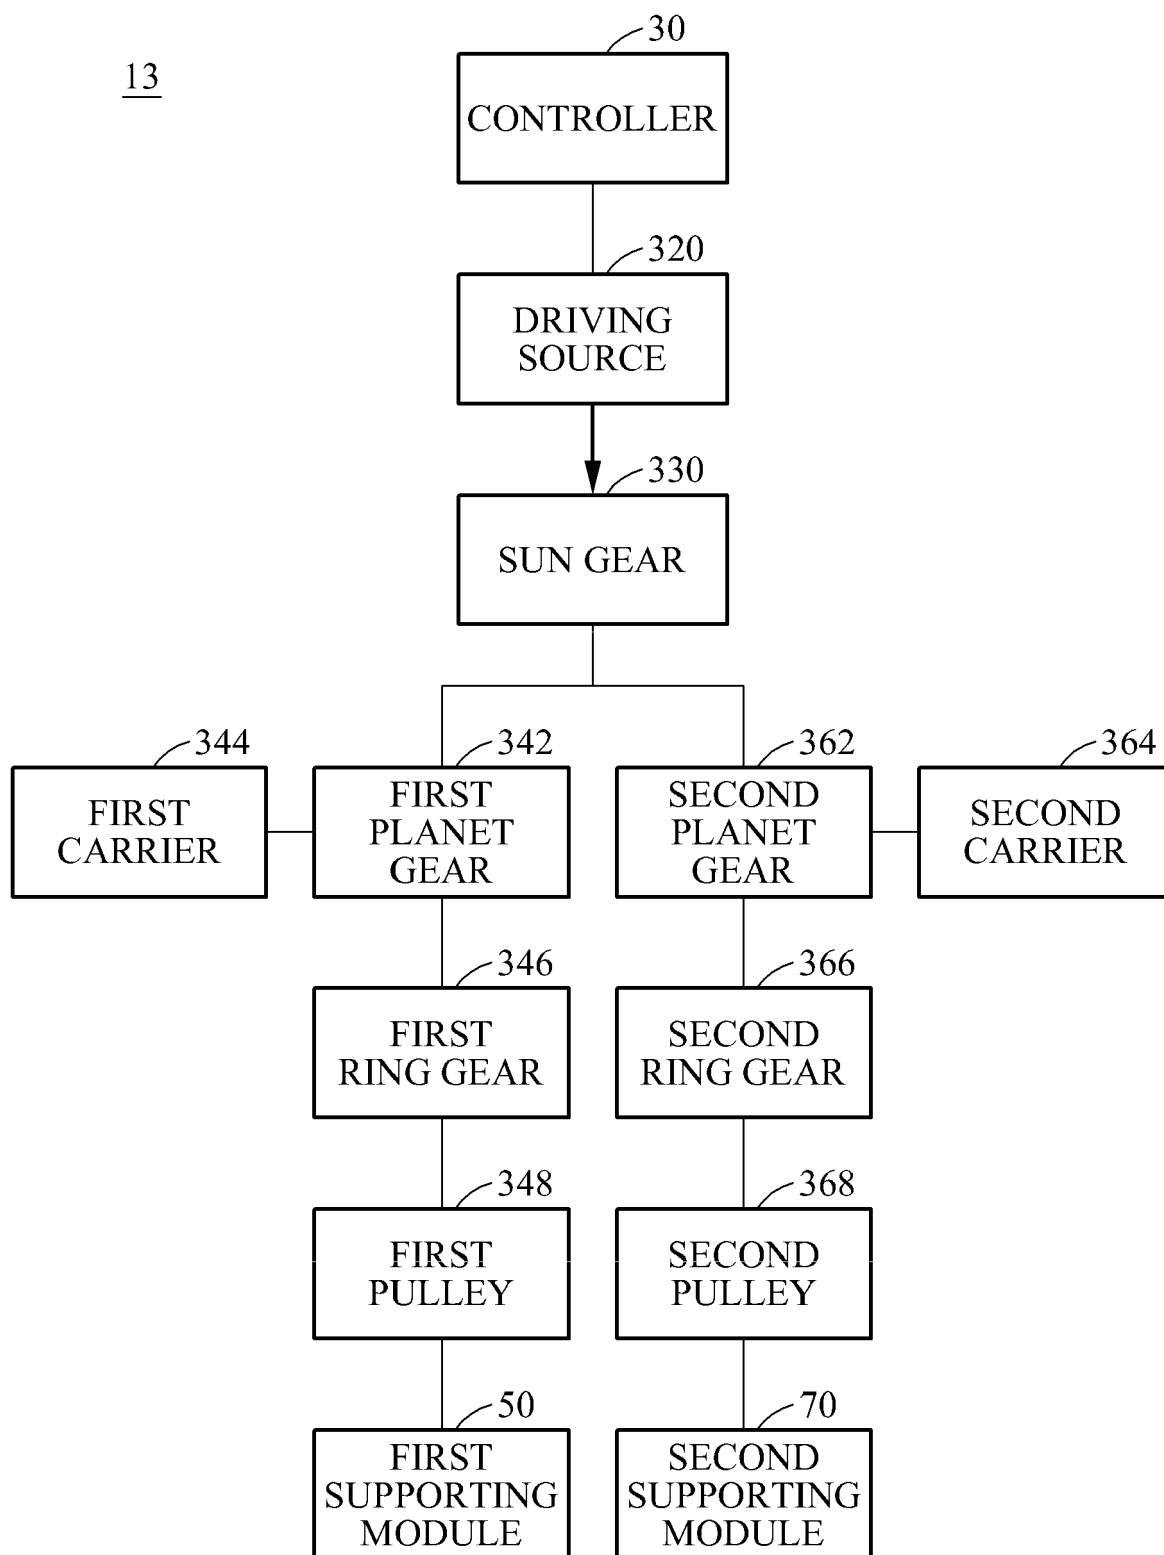 30
13
CONTROLLER
320
DRIVING
SOURCE
330
SUN GEAR
344
342
362
364
FIRST
CARRIER
FIRST
PLANET
GEAR
SECOND
PLANET
GEAR
SECOND
CARRIER
346
366
FIRST
RING GEAR
SECOND
RING GEAR
348
368
FIRST
PULLEY
SECOND
PULLEY
50
70
FIRST
SUPPORTING
MODULE
SECOND
SUPPORTING
MODULE